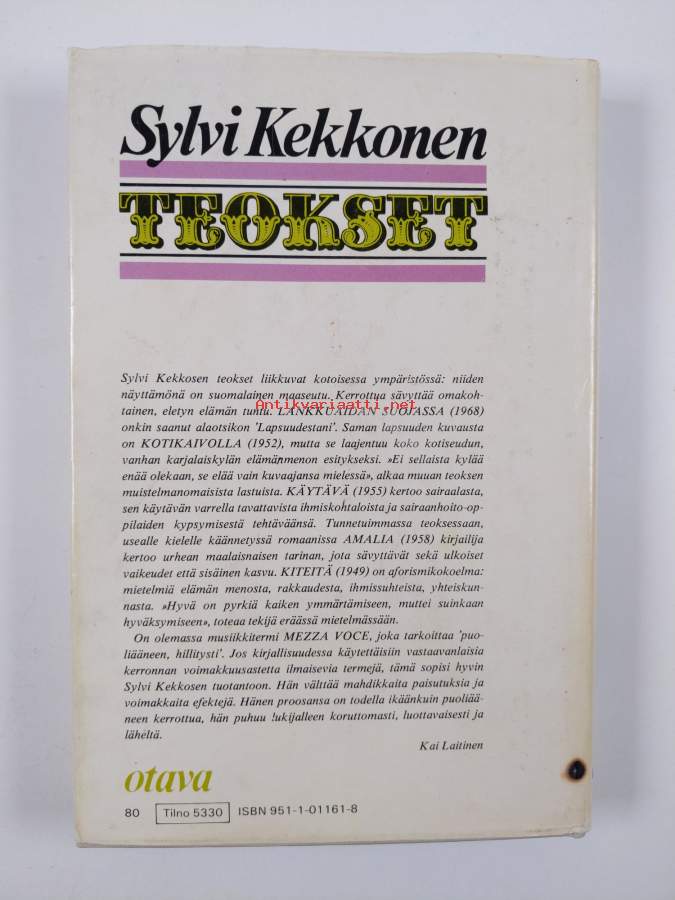 Sylvi Kekkonen
TEOKSET
Sylvi Kekkosen teokset liikkuvat kotoisessa ympäristössä: niiden
näyttämönä on suomalainen maaseutu. Kerrottua sävyttää omakoh-
tainen, eletyn elämän tuntu. LANKKUAIDAN SUOJASSA (1968)
Antikvariaatti.net
onkin saanut alaotsikon 'Lapsuudestani'. Saman lapsuuden kuvausta
on KOTIKAIVOLLA (1952), mutta se laajentuu koko kotiseudun,
vanhan karjalaiskylän elämänmenon esitykseksi. »Ei sellaista kylää
enää olekaan, se elää vain kuvaajansa mielessä», alkaa muuan teoksen
muistelmanomaisista lastuista. KÄYTÄVÄ (1955) kertoo sairaalasta,
sen käytävän varrella tavattavista ihmiskohtaloista ja sairaanhoito-op-
pilaiden kypsymisestä tehtäväänsä. Tunnetuimmassa teoksessaan,
usealle kielelle käännetyssä romaanissa AMALIA (1958) kirjailija
kertoo urhean maalaisnaisen tarinan, jota sävyttävät sekä ulkoiset
vaikeudet että sisäinen kasvu. KITEITÄ (1949) on aforismikokoelma:
mietelmiä elämän menosta, rakkaudesta, ihmissuhteista, yhteiskun-
nasta. »Hyvä on pyrkiä kaiken ymmärtämiseen, muttei suinkaan
hyväksymiseen», toteaa tekijä eräässä mietelmässään.
On olemassa musiikkitermi MEZZA VOCE, joka tarkoittaa 'puo-
liääneen, hillitysti'. Jos kirjallisuudessa käytettäisiin vastaavanlaisia
kerronnan voimakkuusastetta ilmaisevia termejä, tämä sopisi hyvin
Sylvi Kekkosen tuotantoon. Hän välttää mahdikkaita paisutuksia ja
voimakkaita efektejä. Hänen proosansa on todella ikäänkuin puoliää-
neen kerrottua, hän puhuu lukijalleen koruttomasti, luottavaisesti ja
läheltä.
Kai Laitinen
otava
80 Tilno 5330 ISBN 951-1-01161-8